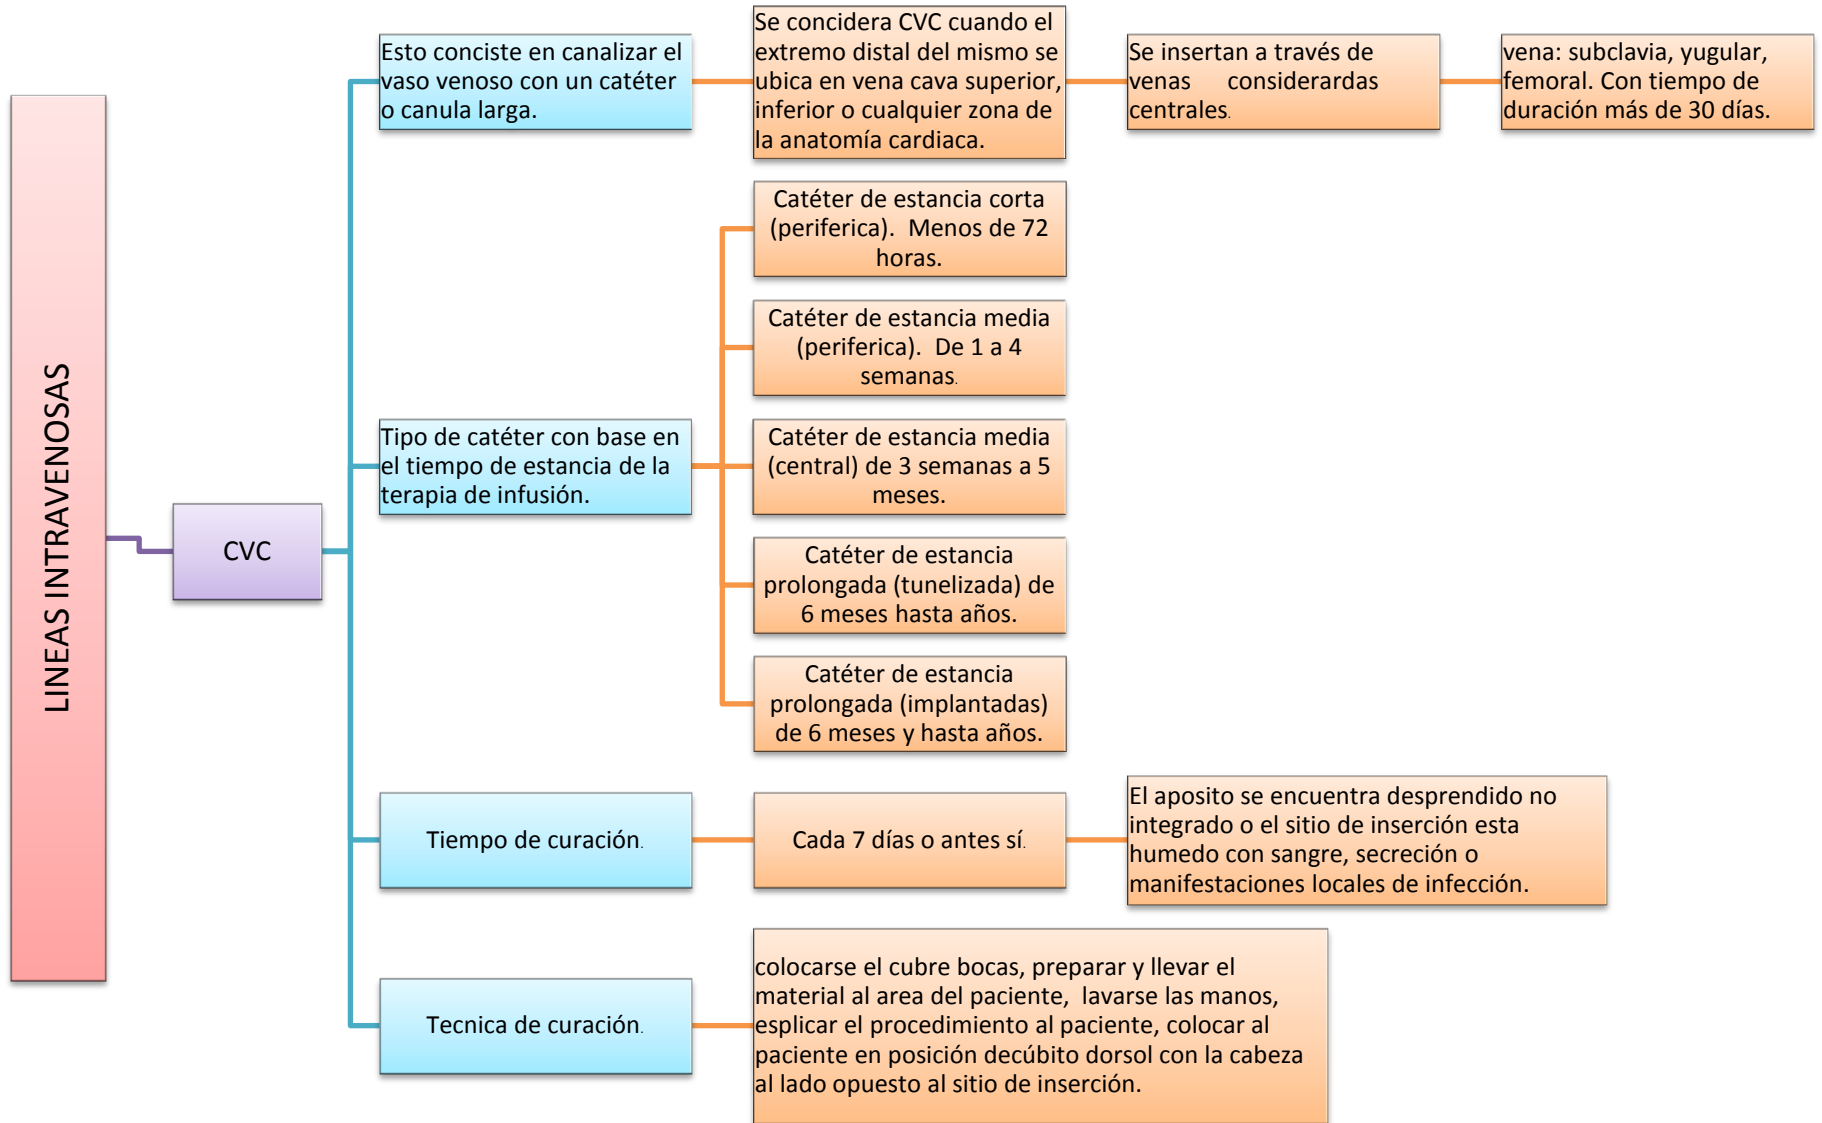 LINEAS INTRAVENOSAS
CVC
Esto conciste en canalizar el
vaso venoso con un catéter
o canula larga.
Se concidera CVC cuando el
extremo distal del mismo se
ubica en vena cava superior,
inferior o cualquier zona de
la anatomía cardiaca.
Se insertan a través de
venas considerardas
centrales.
vena: subclavia, yugular,
femoral. Con tiempo de
duración más de 30 días.
Tipo de catéter con base en
el tiempo de estancia de la
terapia de infusión.
Catéter de estancia corta
(periferica). Menos de 72
horas.
Catéter de estancia media
(periferica). De 1 a 4
semanas.
Catéter de estancia media
(central) de 3 semanas a 5
meses.
Catéter de estancia
prolongada (tunelizada) de
6 meses hasta años.
Catéter de estancia
prolongada (implantadas)
de 6 meses y hasta años.
Tiempo de curación.
Cada 7 días o antes sí.
El aposito se encuentra desprendido no
integrado o el sitio de inserción esta
humedo con sangre, secreción o
manifestaciones locales de infección.
Tecnica de curación.
colocarse el cubre bocas, preparar y llevar el
material al area del paciente, lavarse las manos,
esplicar el procedimiento al paciente, colocar al
paciente en posición decúbito dorsol con la cabeza
al lado opuesto al sitio de inserción.